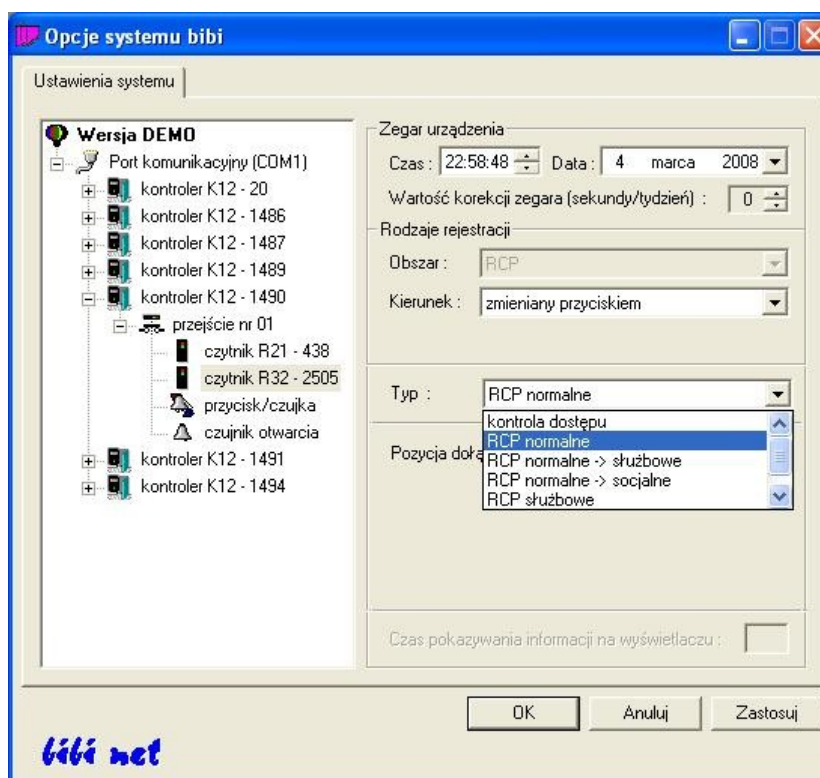 Opcje systemu bibi
Ustawienia systemu
Wersja DEMO
Port komunikacyjny (COM1)
kontroler K12 - 20
kontroler K12 - 1486
kontroler K12 - 1487
kontroler K12 - 1489
kontroler K12 - 1490
przejście nr 01
czytnik R21 - 438
czytnik R32 - 2505
przycisk/czujka
czujnik otwarcia
kontroler K12 - 1491
kontroler K12 - 1494
Zegar urządzenia
Czas : 22:58:48 Data : 4 marca 2008
Wartość korekcji zegara (sekundy/tydzień) : 0
Rodzaje rejestracji
Obszar : RCP
Kierunek : zmieniany przyciskiem
Typ : RCP normalne
kontrola dostępu
RCP normalne
Pozycja dołą
RCP normalne -> służbowe
RCP normalne -> socjalne
RCP służbowe
Czas pokazywania informacji na wyświetlaczu :
OK Anuluj Zastosuj
bibi net